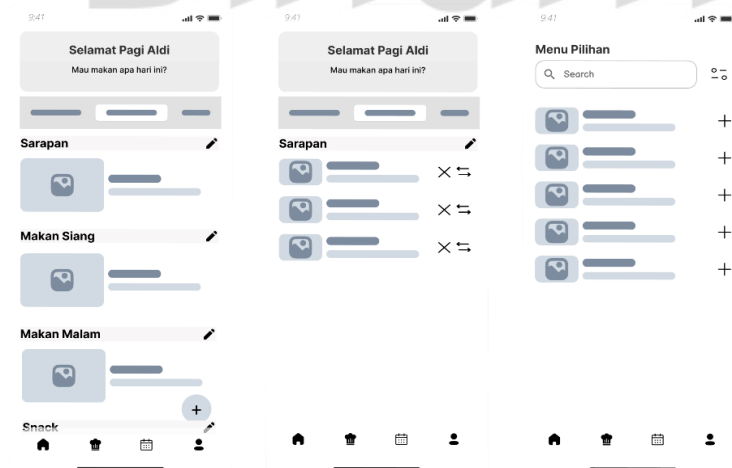 9:41
Selamat Pagi Aldi
Mau makan apa hari ini?
Sarapan
Makan Siang
Makan Malam
Snack
9:41
Selamat Pagi Aldi
Mau makan apa hari ini?
Sarapan
9:41
Menu Pilihan
Search